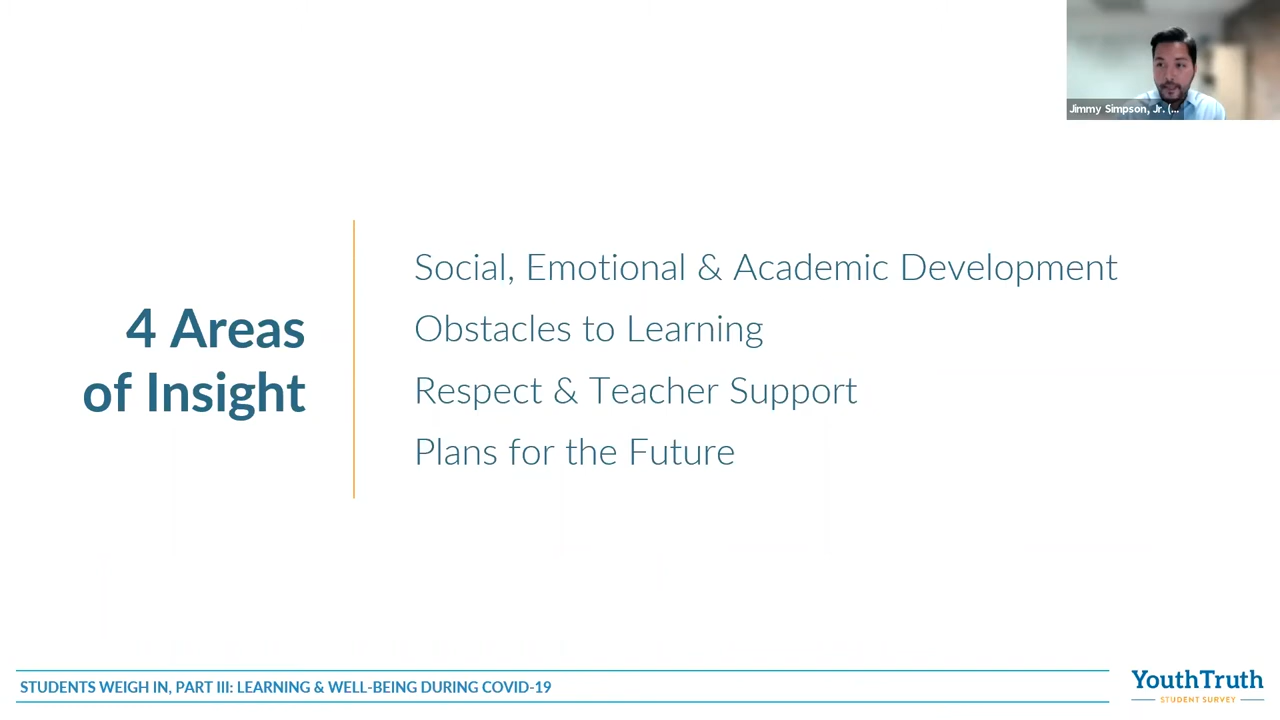 Jimmy Simpson, Jr. (...
4 Areas
of Insight
Social, Emotional & Academic Development
Obstacles to Learning
Respect & Teacher Support
Plans for the Future
STUDENTS WEIGH IN, PART III: LEARNING & WELL-BEING DURING COVID-19
YouthTruth
STUDENT SURVEY